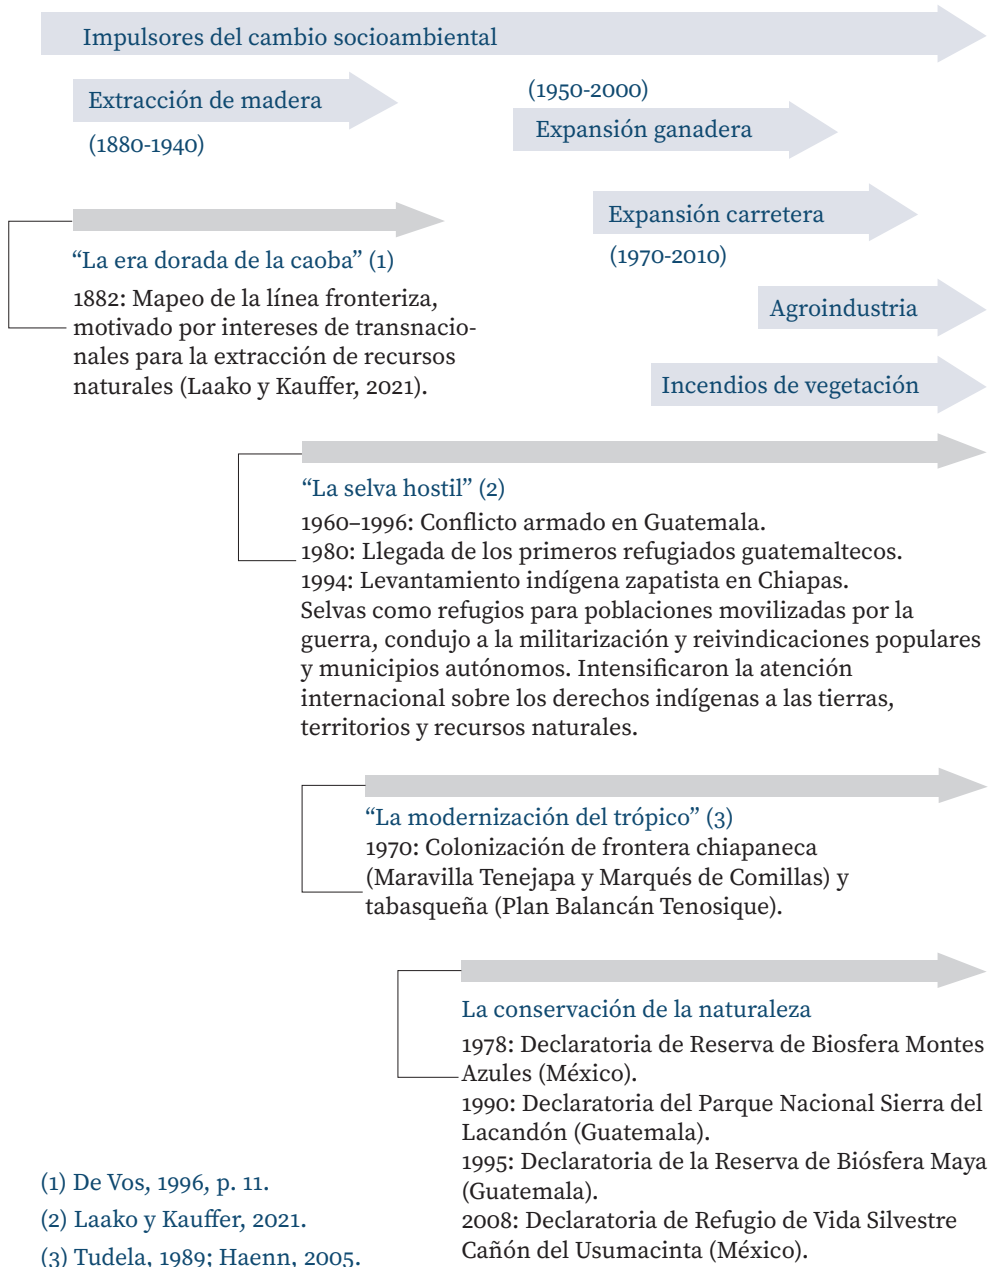 Impulsores del cambio socioambiental
Extracción de madera
(1880-1940)
(1950-2000)
Expansión ganadera
Expansión carretera
(1970-2010)
Agroindustria
Incendios de vegetación
“La era dorada de la caoba” (1)
1882: Mapeo de la línea fronteriza,
motivado por intereses de transnacio-
nales para la extracción de recursos
naturales (Laako y Kauffer, 2021).
“La selva hostil” (2)
1960–1996: Conflicto armado en Guatemala.
1980: Llegada de los primeros refugiados guatemaltecos.
1994: Levantamiento indígena zapatista en Chiapas.
Selvas como refugios para poblaciones movilizadas por la
guerra, condujo a la militarización y reivindicaciones populares
y municipios autónomos. Intensificaron la atención
internacional sobre los derechos indígenas a las tierras,
territorios y recursos naturales.
“La modernización del trópico” (3)
1970: Colonización de frontera chiapaneca
(Maravilla Tenejapa y Marqués de Comillas) y
tabasqueña (Plan Balancán Tenosique).
La conservación de la naturaleza
1978: Declaratoria de Reserva de Biosfera Montes
Azules (México).
1990: Declaratoria del Parque Nacional Sierra del
Lacandón (Guatemala).
1995: Declaratoria de la Reserva de Biósfera Maya
(Guatemala).
2008: Declaratoria de Refugio de Vida Silvestre
Cañón del Usumacinta (México).
(1) De Vos, 1996, p. 11.
(2) Laako y Kauffer, 2021.
(3) Tudela, 1989; Haenn, 2005.